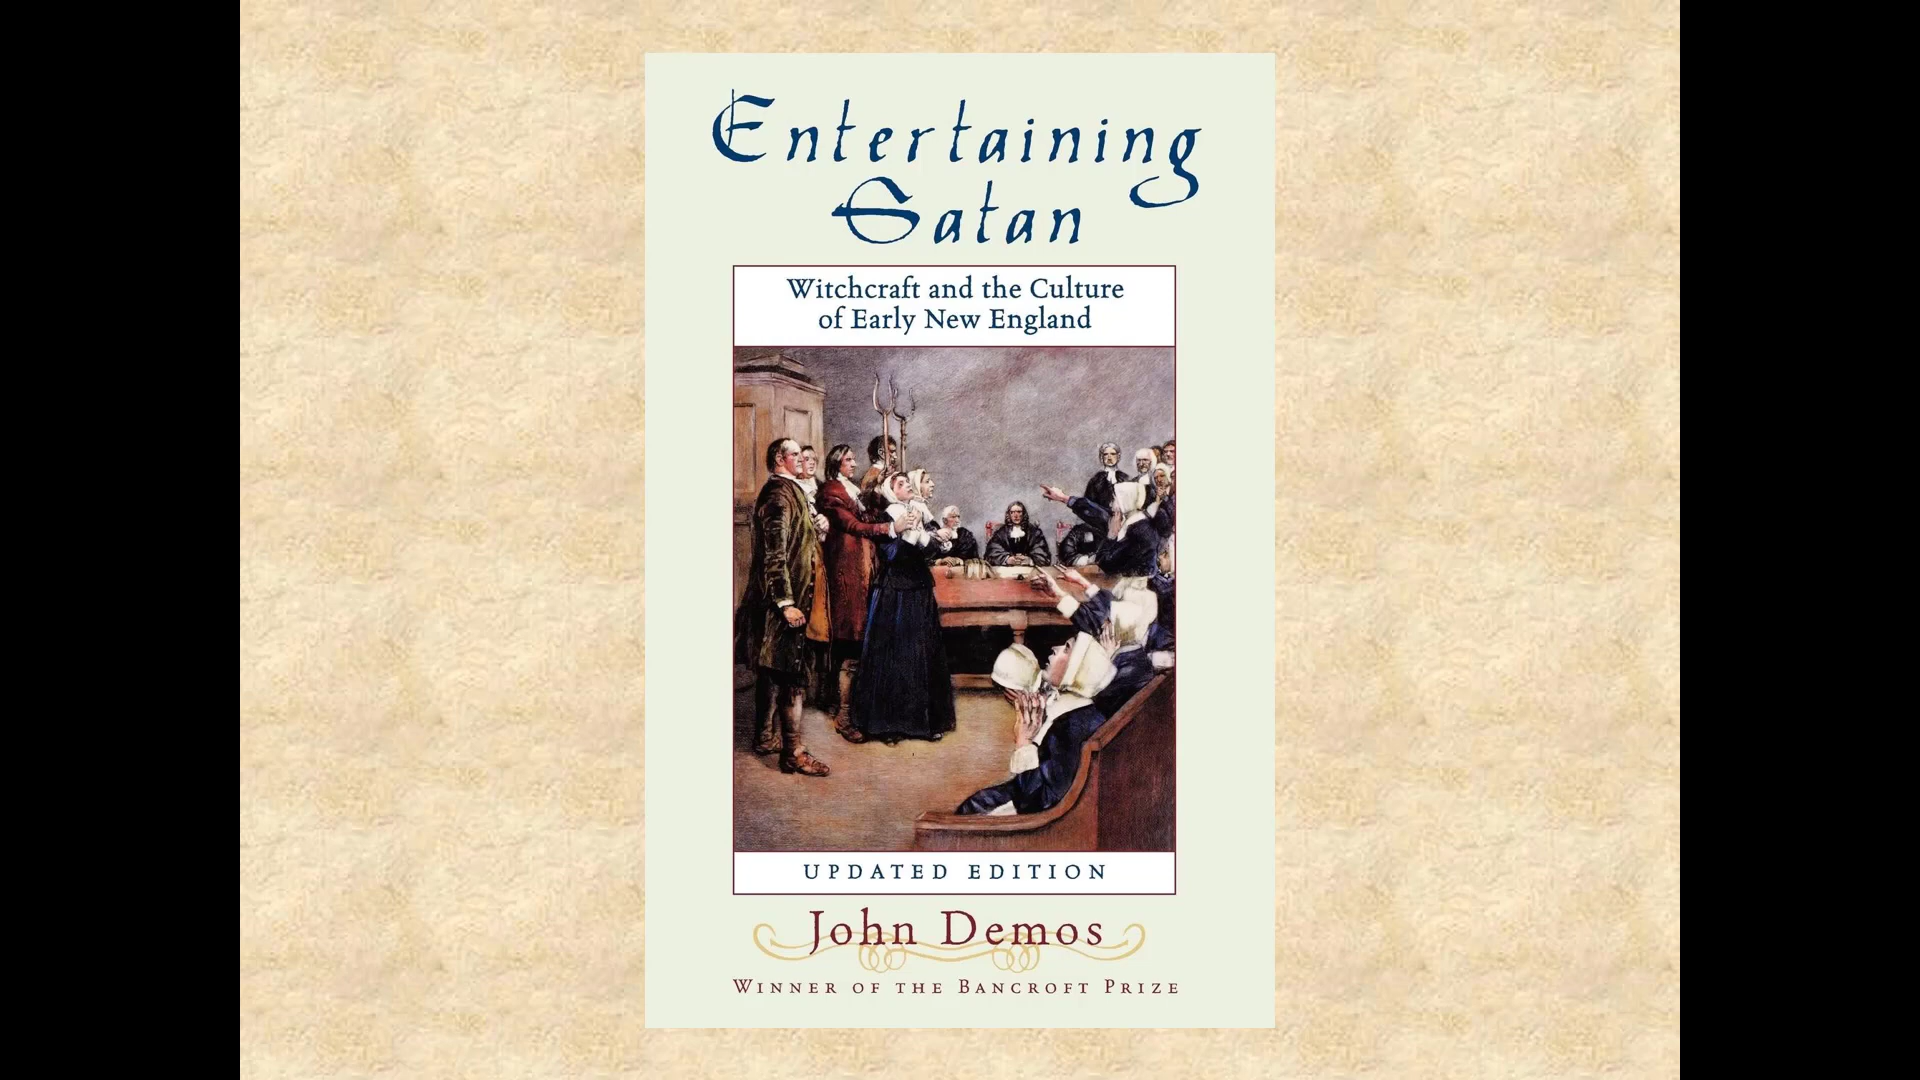 Entertaining
Satan
Witchcraft and the Culture
of Early New England
UPDATED EDITION
John Demos
WINNER OF THE BANCROFT PRIZE